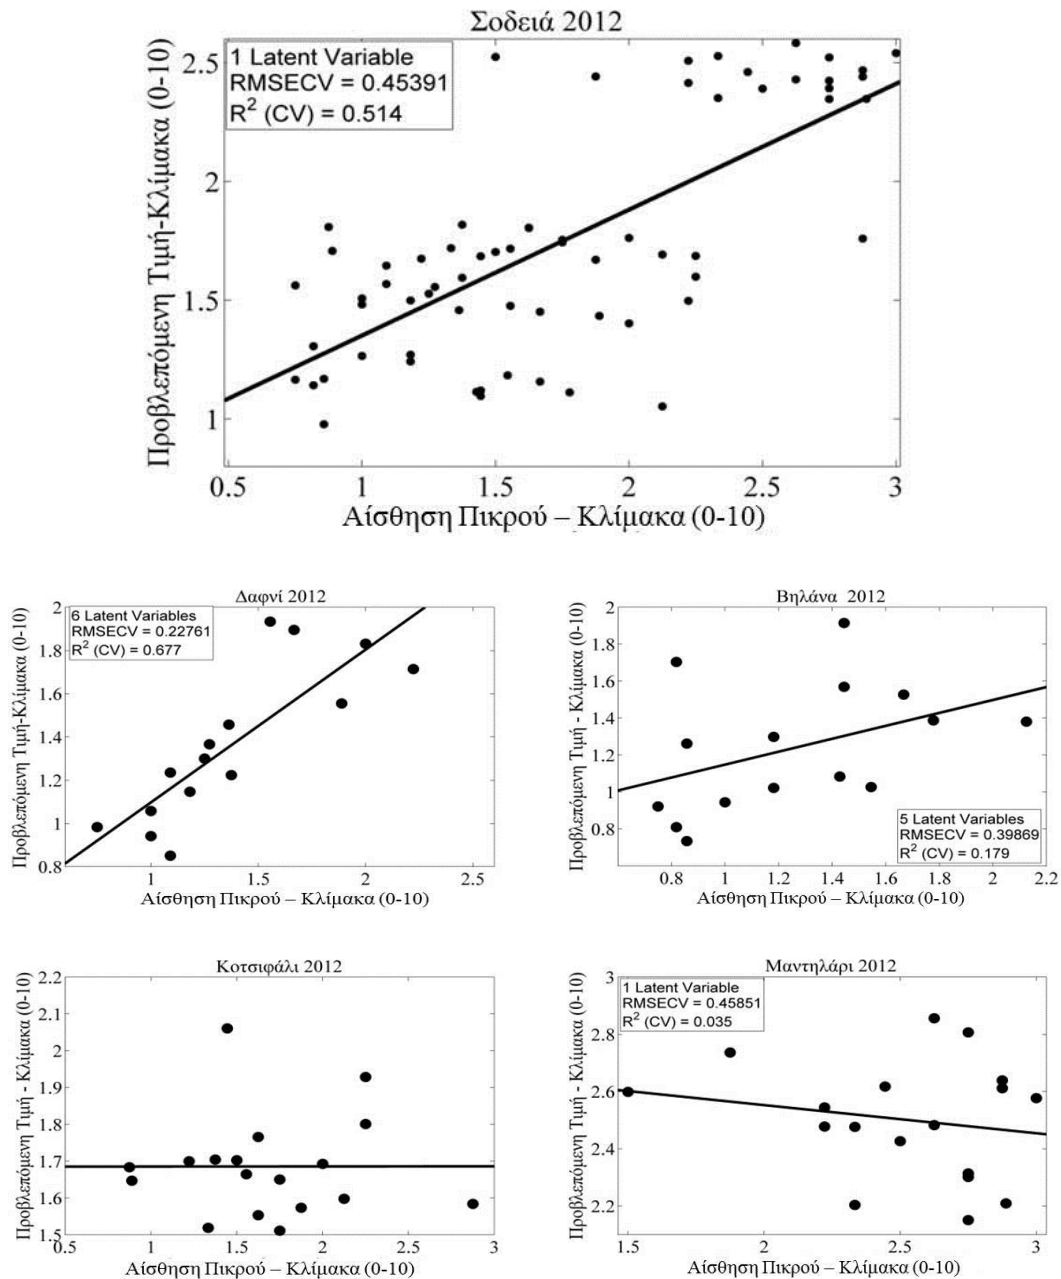 Σοδειά 2012
1 Latent Variable
RMSECV = 0.45391
R² (CV) = 0.514
Προβλεπόμενη Τιμή-Κλίμακα (0-10)
2.5
2
1.5
1
0.5 1 1.5 2 2.5 3
Αίσθηση Πικρού – Κλίμακα (0-10)
Δαφνί 2012
6 Latent Variables
RMSECV = 0.22761
R² (CV) = 0.677
Προβλεπόμενη Τιμή-Κλίμακα (0-10)
2
1.8
1.6
1.4
1.2
1
0.8
1 1.5 2 2.5
Αίσθηση Πικρού – Κλίμακα (0-10)
Βηλάνα 2012
Προβλεπόμενη Τιμή - Κλίμακα (0-10)
2
1.8
1.6
1.4
1.2
1
0.8
5 Latent Variables
RMSECV = 0.39869
R² (CV) = 0.179
0.8 1 1.2 1.4 1.6 1.8 2 2.2
Αίσθηση Πικρού – Κλίμακα (0-10)
Κοτσιφάλι 2012
Προβλεπόμενη Τιμή - Κλίμακα (0-10)
2.2
2.1
2
1.9
1.8
1.7
1.6
1.5
0.5 1 1.5 2 2.5 3
Αίσθηση Πικρού – Κλίμακα (0-10)
Μαντηλάρι 2012
1 Latent Variable
RMSECV = 0.45851
R² (CV) = 0.035
Προβλεπόμενη Τιμή - Κλίμακα (0-10)
3
2.8
2.6
2.4
2.2
1.5 2 2.5 3
Αίσθηση Πικρού – Κλίμακα (0-10)